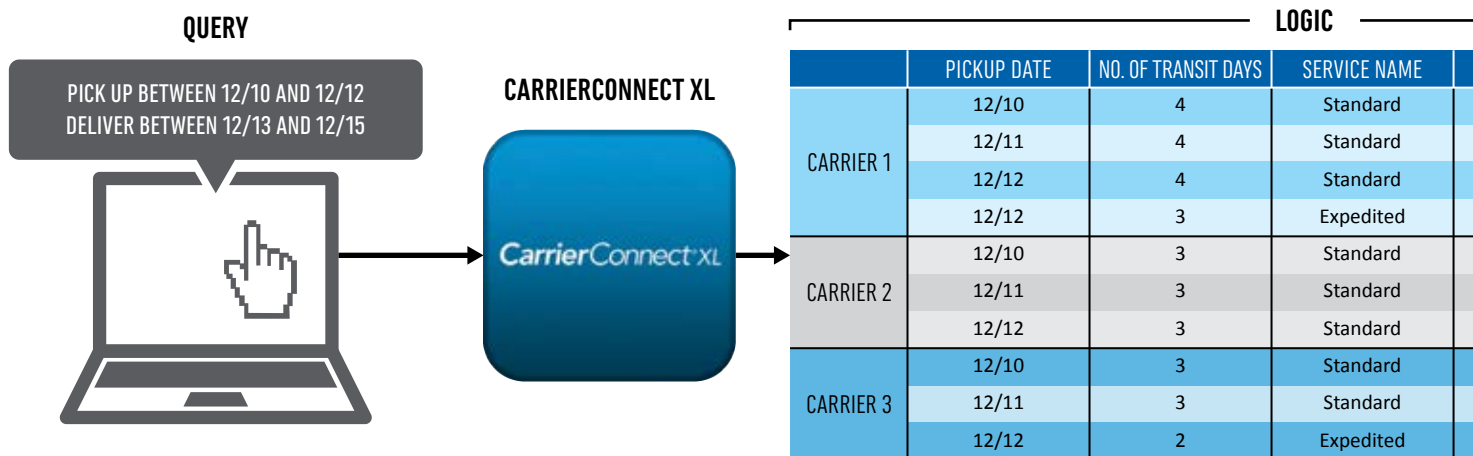 QUERY
PICK UP BETWEEN 12/10 AND 12/12
DELIVER BETWEEN 12/13 AND 12/15
CARRIERCONNECT XL
CarrierConnect XL
LOGIC
PICKUP DATE NO. OF TRANSIT DAYS SERVICE NAME
CARRIER 1
12/10 4 Standard
12/11 4 Standard
12/12 4 Standard
12/12 3 Expedited
CARRIER 2
12/10 3 Standard
12/11 3 Standard
12/12 3 Standard
CARRIER 3
12/10 3 Standard
12/11 3 Standard
12/12 2 Expedited